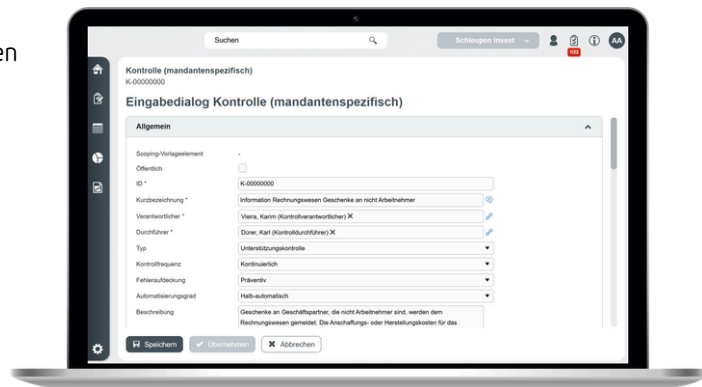 en
Suchen
Schleupen Invest
AA
Kontrolle (mandantenspezifisch)
K-00000000
Eingabedialog Kontrolle (mandantenspezifisch)
Allgemein
Scoping-Vorlageelement -
Öffentlich
ID * K-00000000
Kurzbezeichnung * Information Rechnungswesen Geschenke an nicht Arbeitnehmer
Verantwortlicher * Vieira, Karim (Kontrollverantwortlicher) X
Durchführer * Dürer, Karl (Kontrolldurchführer) X
Typ Unterstützungskontrolle
Kontrollfrequenz Kontinuierlich
Fehleraufdeckung Präventiv
Automatisierungsgrad Halb-automatisch
Beschreibung Geschenke an Geschäftspartner, die nicht Arbeitnehmer sind, werden dem
Rechnungswesen gemeldet. Die Anschaffungs- oder Herstellungskosten für das
Speichern Übernehmen Abbrechen